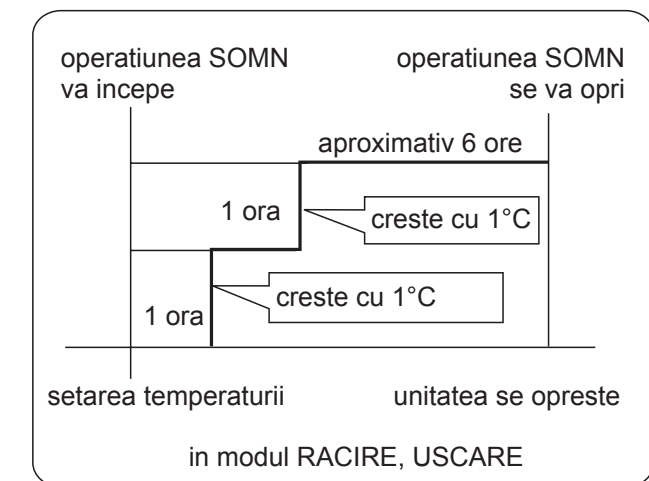 operatiunea SOMN
va incepe
operatiunea SOMN
se va opri
aproximativ 6 ore
1 ora
creste cu 1°C
creste cu 1°C
1 ora
setarea temperaturii
unitatea se opreste
in modul RACIRE, USCARE